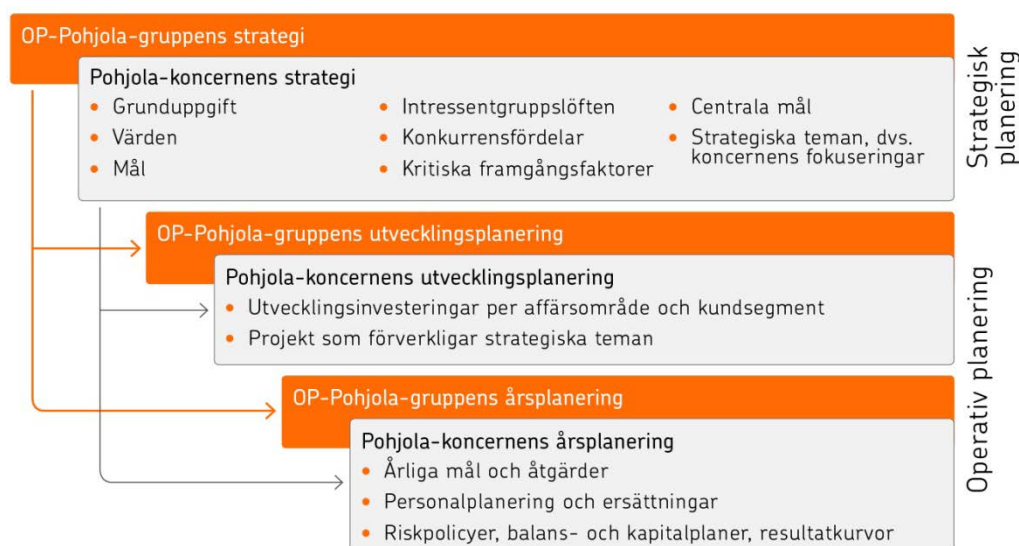 OP-Pohjola-gruppens strategi
Pohjola-koncernens strategi
• Grunduppgift
• Värden
• Mål
• Intressentgruppslöften
• Konkurrensfördelar
• Kritiska framgångsfaktorer
• Centrala mål
• Strategiska teman, dvs.
koncernens fokuseringar
Strategisk
planering
OP-Pohjola-gruppens utvecklingsplanering
Pohjola-koncernens utvecklingsplanering
• Utvecklingsinvesteringar per affärsområde och kundsegment
• Projekt som förverkligar strategiska teman
OP-Pohjola-gruppens årsplanering
Pohjola-koncernens årsplanering
• Årliga mål och åtgärder
• Personalplanering och ersättningar
• Riskpolicyer, balans- och kapitalplaner, resultatkurvor
Operativ planering